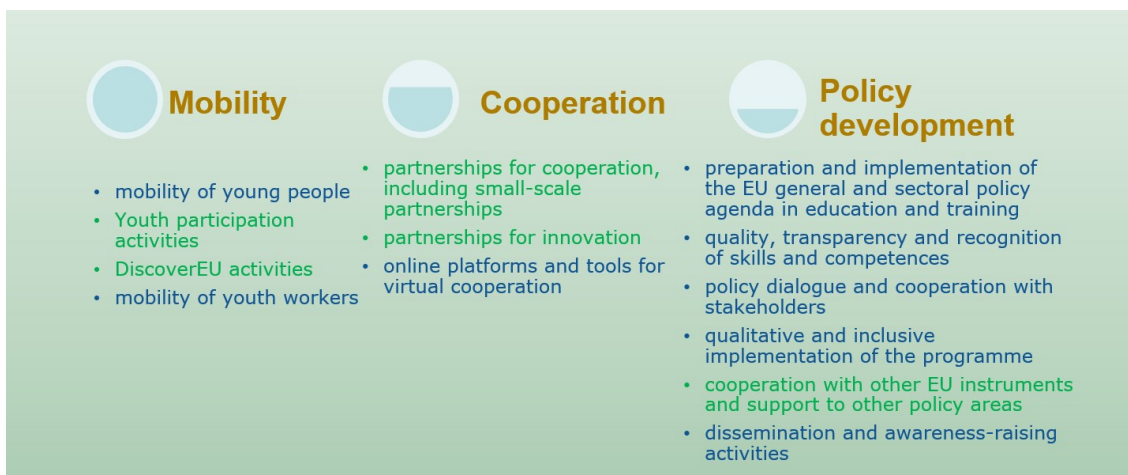 Mobility
• mobility of young people
• Youth participation
activities
• DiscoverEU activities
• mobility of youth workers
Cooperation
• partnerships for cooperation,
including small-scale
partnerships
• partnerships for innovation
• online platforms and tools for
virtual cooperation
Policy
development
• preparation and implementation of
the EU general and sectoral policy
agenda in education and training
• quality, transparency and recognition
of skills and competences
• policy dialogue and cooperation with
stakeholders
• qualitative and inclusive
implementation of the programme
• cooperation with other EU instruments
and support to other policy areas
• dissemination and awareness-raising
activities